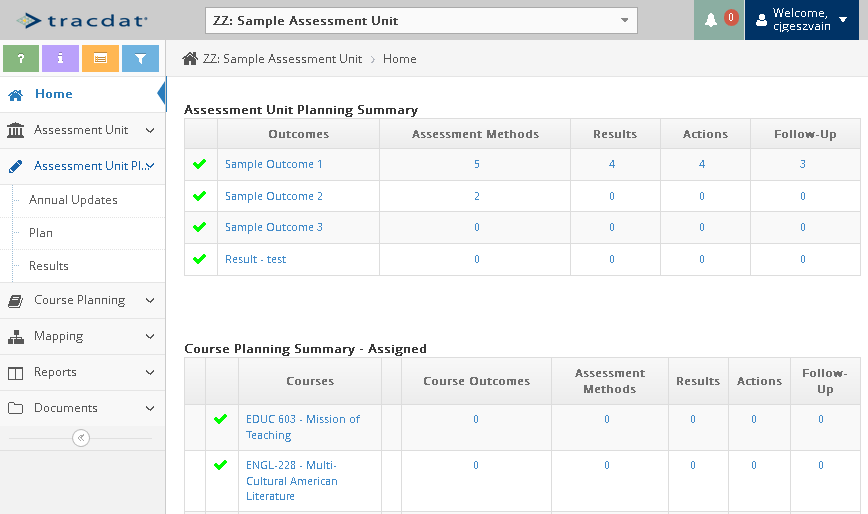 tracdat
ZZ: Sample Assessment Unit
0
Welcome,
cjgeszvain
?
i
ZZ: Sample Assessment Unit > Home
Home
Assessment Unit
Assessment Unit Pl...
Annual Updates
Plan
Results
Course Planning
Mapping
Reports
Documents
«
Assessment Unit Planning Summary
Outcomes Assessment Methods Results Actions Follow-Up
Sample Outcome 1 5 4 4 3
Sample Outcome 2 2 0 0 0
Sample Outcome 3 0 0 0 0
Result - test 0 0 0 0
Course Planning Summary - Assigned
Courses Course Outcomes Assessment Methods Results Actions Follow-Up
EDUC 603 - Mission of 0 0 0 0 0
Teaching
ENGL-228 - Multi- 0 0 0 0 0
Cultural American
Literature